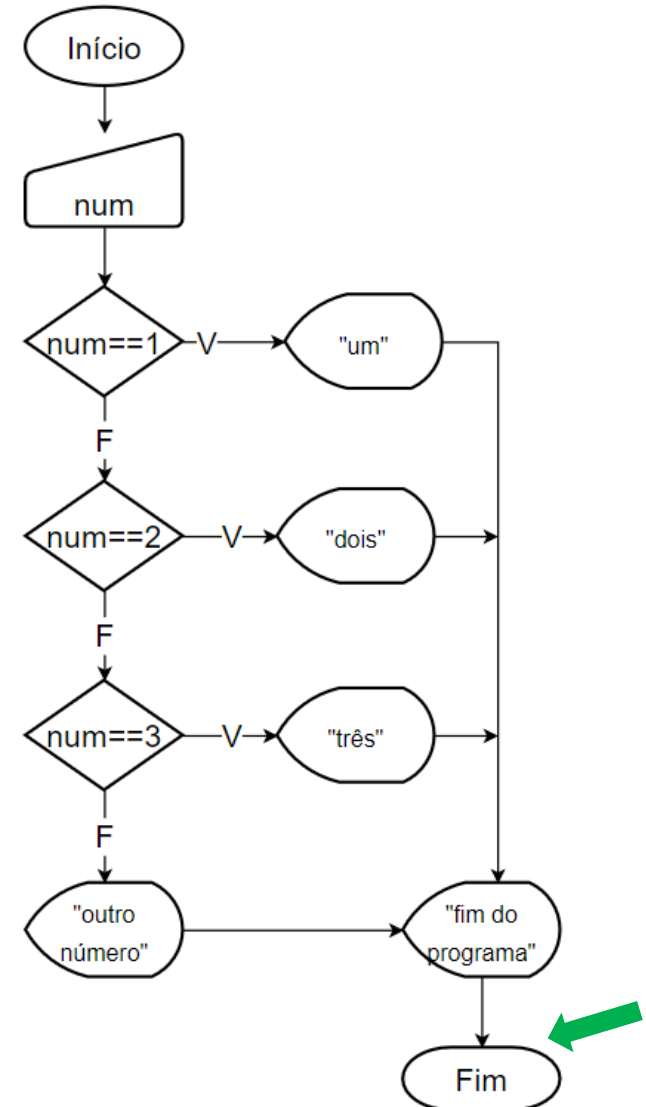 Início
num
num==1
V
"um"
F
num==2
V
"dois"
F
num==3
V
"três"
F
"outro
número"
"fim do
programa"
Fim